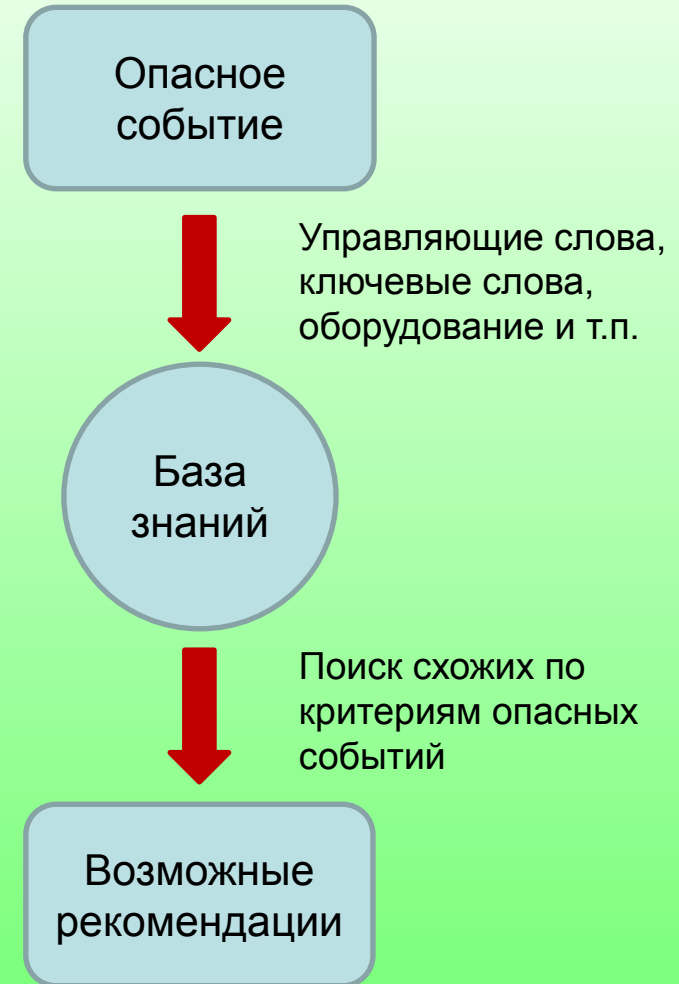 Опасное
событие
Управляющие слова,
ключевые слова,
оборудование и т.п.
База
знаний
Поиск схожих по
критериям опасных
событий
Возможные
рекомендации